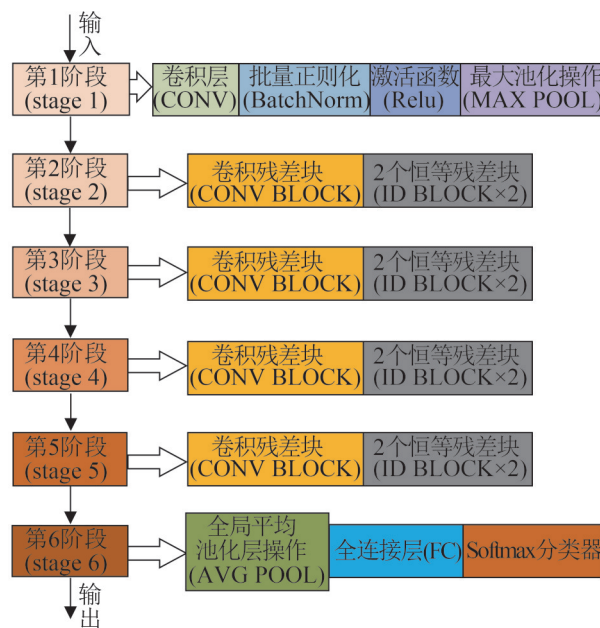 输入
第1阶段
(stage 1)
卷积层
(CONV)
批量正则化
(BatchNorm)
激活函数
(Relu)
最大池化操作
(MAX POOL)
第2阶段
(stage 2)
卷积残差块
(CONV BLOCK)
2个恒等残差块
(ID BLOCK×2)
第3阶段
(stage 3)
卷积残差块
(CONV BLOCK)
2个恒等残差块
(ID BLOCK×2)
第4阶段
(stage 4)
卷积残差块
(CONV BLOCK)
2个恒等残差块
(ID BLOCK×2)
第5阶段
(stage 5)
卷积残差块
(CONV BLOCK)
2个恒等残差块
(ID BLOCK×2)
第6阶段
(stage 6)
全局平均
池化层操作
(AVG POOL)
全连接层(FC)
Softmax分类器
输出